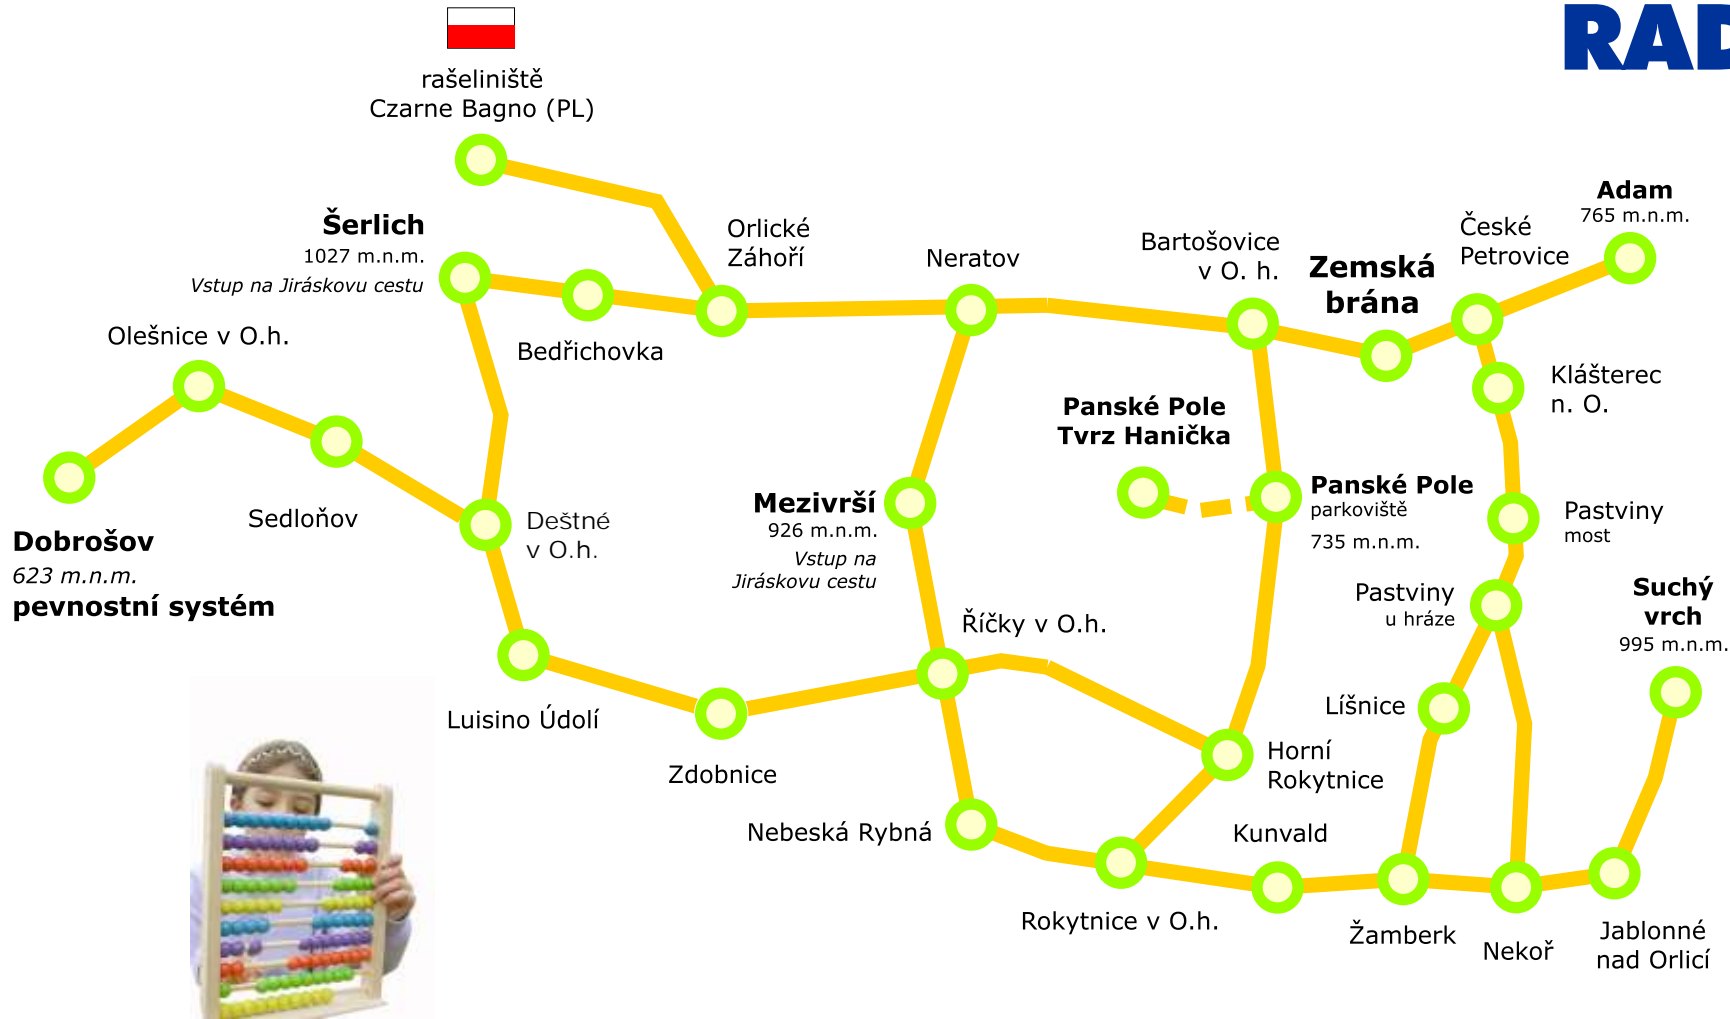 RAD
rašeliniště
Czarne Bagno (PL)
Šerlich
1027 m.n.m.
Vstup na Jiráskovu cestu
Orlické
Záhoří
Neratov
Bartošovice
v O. h.
Zemská
brána
České
Petrovice
Adam
765 m.n.m.
Olešnice v O.h.
Bedřichovka
Klášterec
n. O.
Panské Pole
Tvrz Hanička
Dobrošov
623 m.n.m.
pevnostní systém
Sedloňov
Deštné
v O.h.
Mezivrší
926 m.n.m.
Vstup na
Jiráskovu cestu
Panské Pole
parkoviště
735 m.n.m.
Pastviny
most
Pastviny
u hráze
Suchý
vrch
995 m.n.m.
Říčky v O.h.
Luisino Údolí
Líšnice
Zdobnice
Horní
Rokytnice
Nebeská Rybná
Kunvald
Rokytnice v O.h.
Žamberk
Nekoř
Jablonné
nad Orlicí